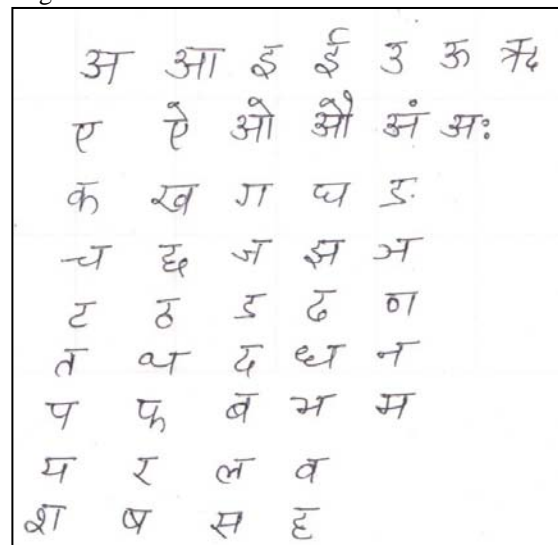 अ आ इ ई उ ऊ ऋ
ए ऐ ओ औ अं अः
क ख ग घ ङ
च छ ज झ ञ
ट ठ ड ढ ण
त थ द ध न
प फ ब भ म
य र ल व
श ष स ह